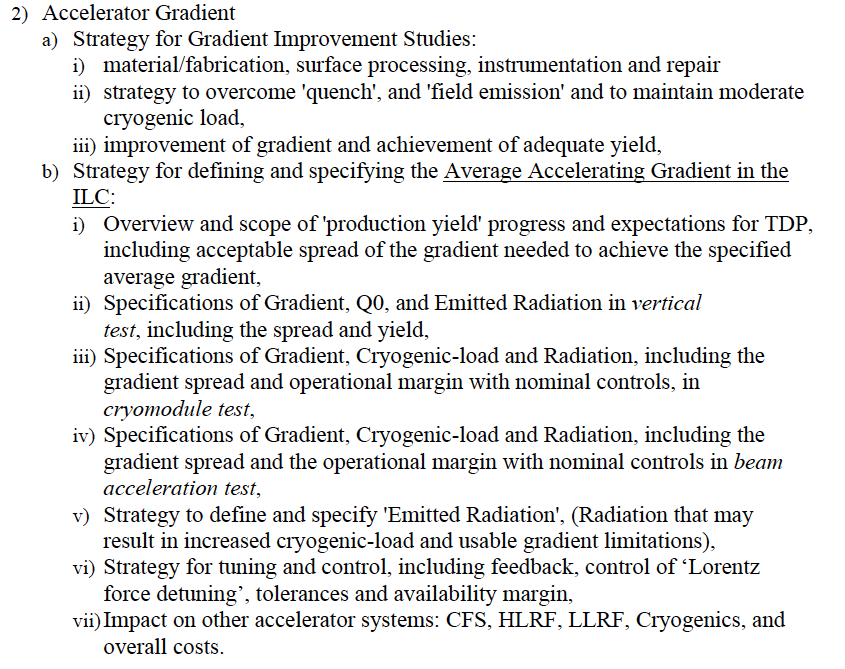 2) Accelerator Gradient
a) Strategy for Gradient Improvement Studies:
i) material/fabrication, surface processing, instrumentation and repair
ii) strategy to overcome 'quench', and 'field emission' and to maintain moderate
cryogenic load,
iii) improvement of gradient and achievement of adequate yield,
b) Strategy for defining and specifying the Average Accelerating Gradient in the
ILC:
i) Overview and scope of 'production yield' progress and expectations for TDP,
including acceptable spread of the gradient needed to achieve the specified
average gradient,
ii) Specifications of Gradient, Q0, and Emitted Radiation in vertical
test, including the spread and yield,
iii) Specifications of Gradient, Cryogenic-load and Radiation, including the
gradient spread and operational margin with nominal controls, in
cryomodule test,
iv) Specifications of Gradient, Cryogenic-load and Radiation, including the
gradient spread and the operational margin with nominal controls in beam
acceleration test,
v) Strategy to define and specify 'Emitted Radiation', (Radiation that may
result in increased cryogenic-load and usable gradient limitations),
vi) Strategy for tuning and control, including feedback, control of ‘Lorentz
force detuning’, tolerances and availability margin,
vii) Impact on other accelerator systems: CFS, HLRF, LLRF, Cryogenics, and
overall costs.